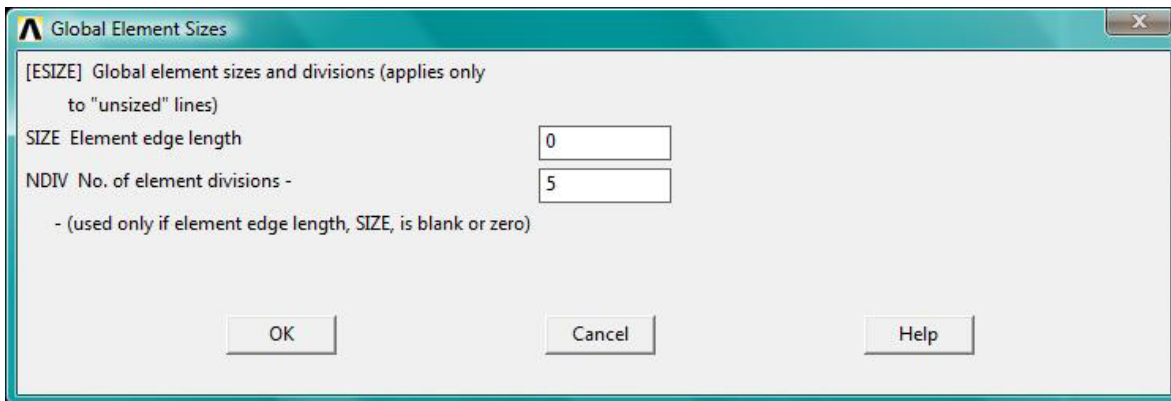 Global Element Sizes
[ESIZE] Global element sizes and divisions (applies only
to "unsized" lines)
SIZE Element edge length
0
NDIV No. of element divisions -
5
- (used only if element edge length, SIZE, is blank or zero)
OK
Cancel
Help